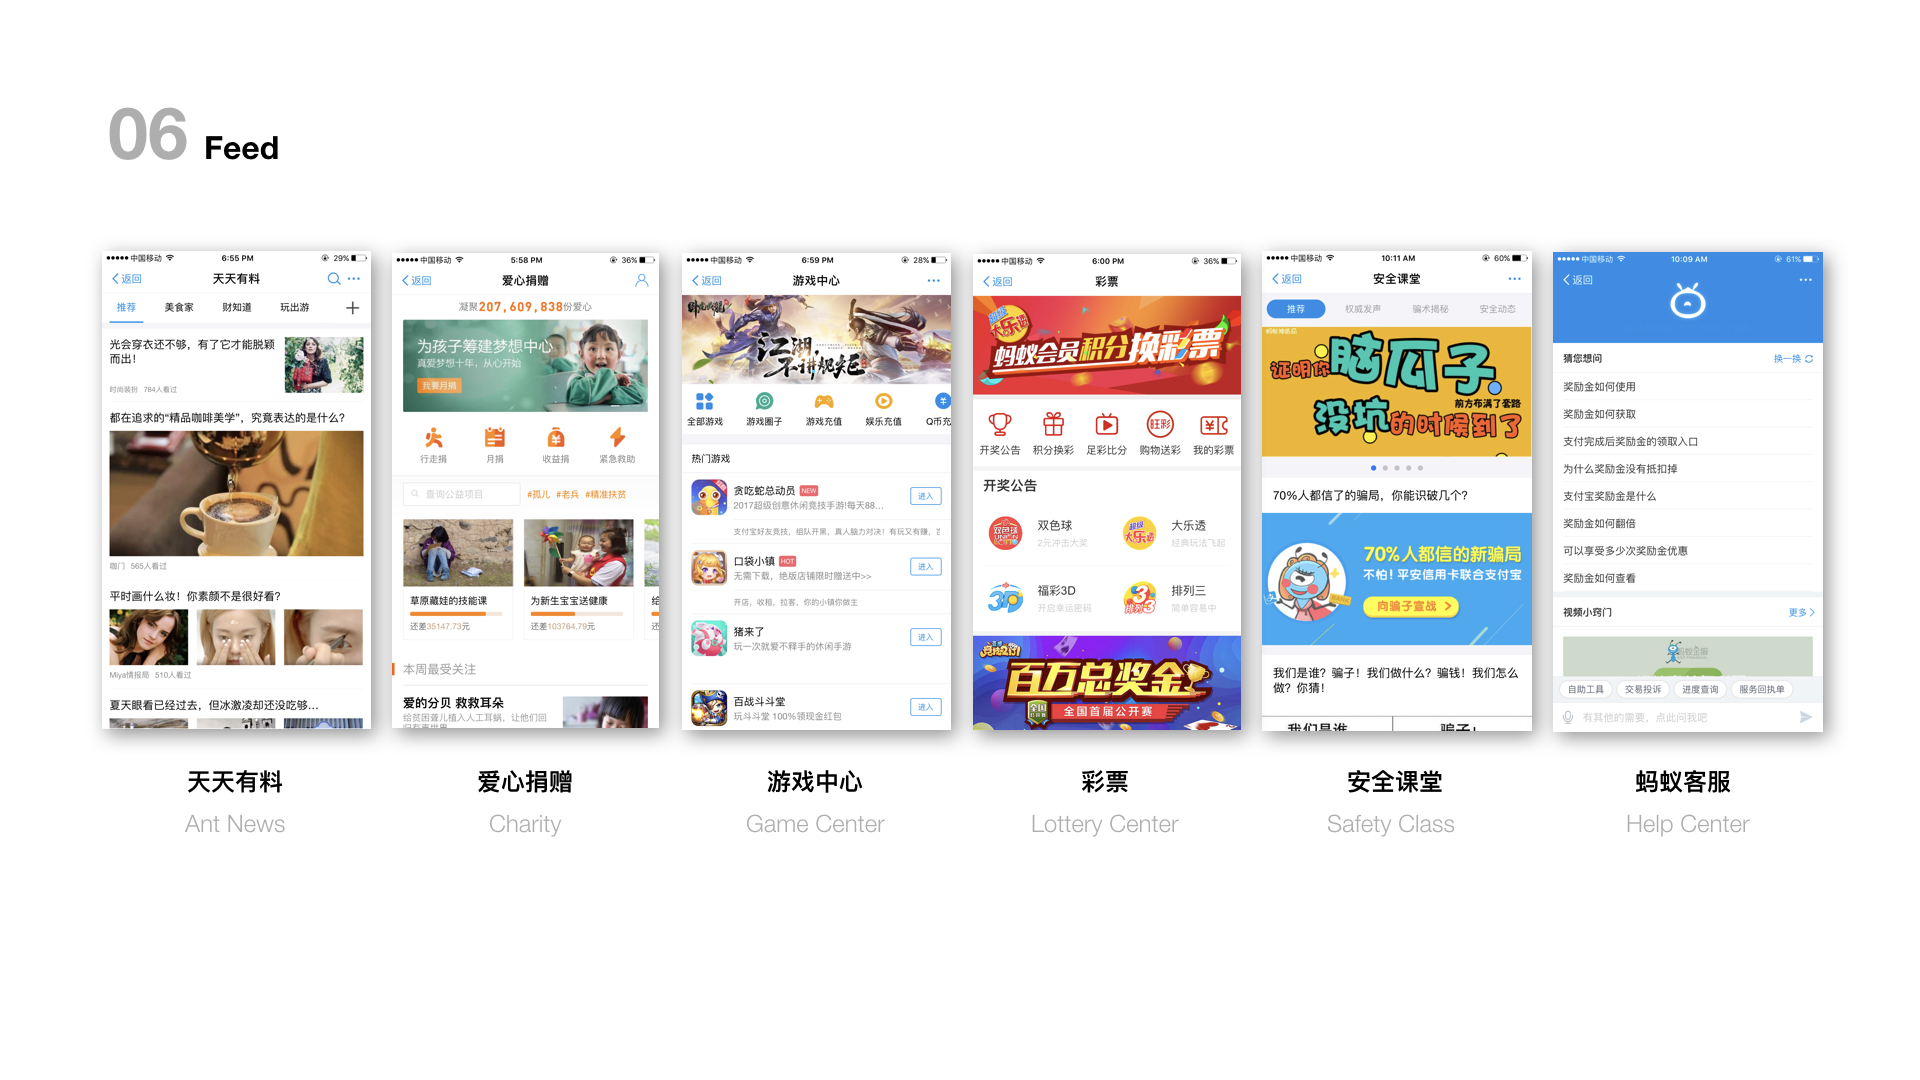 06 Feed
中国移动
6:55 PM
29%
返回
天天有料
推荐
美食家
财知道
玩出游
光会穿衣还不够，有了它才能脱颖
而出！
时尚装扮 784人看过
都在追求的“精品咖啡美学”，究竟表达的是什么？
咖门 565人看过
平时画什么妆！你素颜不是很好看？
Miya情报局 510人看过
夏天眼看已经过去，但冰激凌却还没吃够…
中国移动
5:58 PM
36%
返回
爱心捐赠
凝聚207,609,838份爱心
为孩子筹建梦想中心
真爱梦想十年，从心开始
我要月捐
行走捐
月捐
收益捐
紧急救助
查询公益项目
#孤儿 #老兵 #精准扶贫
草原藏娃的技能课
还差35147.73元
为新生宝宝送健康
还差103764.79元
给
还
本周最受关注
爱的分贝 救救耳朵
给贫困聋儿植入人工耳蜗，让他们回
中国移动
6:59 PM
28%
返回
游戏中心
江湖，
不讲规矩
全部游戏
游戏圈子
游戏充值
娱乐充值
Q币充
热门游戏
贪吃蛇总动员 NEW
2017超级创意休闲竞技手游!每天88...
进入
支付宝好友竞技，组队开黑，真人脑力对决！有玩又有赚，
口袋小镇 HOT
无需下载，绝版店铺限时赠送中>>
进入
开店，收租，拉客，你的小镇你做主
猪来了
玩一次就爱不释手的休闲手游
进入
百战斗斗堂
玩斗斗堂 100%领现金红包
进入
中国移动
6:00 PM
36%
返回
彩票
超级
大乐透
蚂蚁会员积分换彩票
开奖公告
积分换彩
足彩比分
旺彩
购物送彩
我的彩票
开奖公告
双色球
2元冲击大奖
大乐透
经典玩法飞起
福彩3D
开启幸运密码
排列三
简单容易中
百万总奖金
全国首届公开赛
中国移动
10:11 AM
60%
返回
安全课堂
推荐
权威发声
骗术揭秘
安全动态
证明你脑瓜子
没坑的时候到了
前方布满了套路
70%人都信了的骗局，你能识破几个？
70%人都信的新骗局
不怕！平安信用卡联合支付宝
向骗子宣战
我们是谁？骗子！我们做什么？骗钱！我们怎么
做？你猜！
我们是谁
骗子！
中国移动
10:09 AM
61%
返回
猜您想问
换一换
奖励金如何使用
奖励金如何获取
支付完成后奖励金的领取入口
为什么奖励金没有抵扣掉
支付宝奖励金是什么
奖励金如何翻倍
可以享受多少次奖励金优惠
奖励金如何查看
视频小窍门
更多
蚂蚁金服
自助工具
交易投诉
进度查询
服务回执单
有其他的需要，点此问我吧
天天有料
Ant News
爱心捐赠
Charity
游戏中心
Game Center
彩票
Lottery Center
安全课堂
Safety Class
蚂蚁客服
Help Center